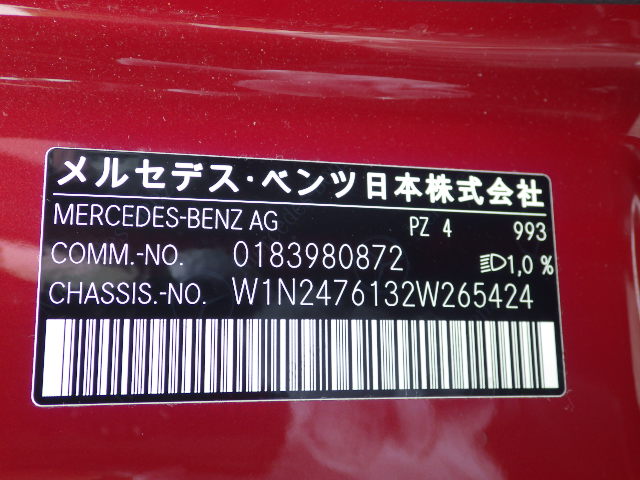 メルセデス・ベンツ日本株式会社
MERCEDES-BENZ AG PZ 4 993
COMM.-NO. 0183980872 1,0 %
CHASSIS.-NO. W1N2476132W265424